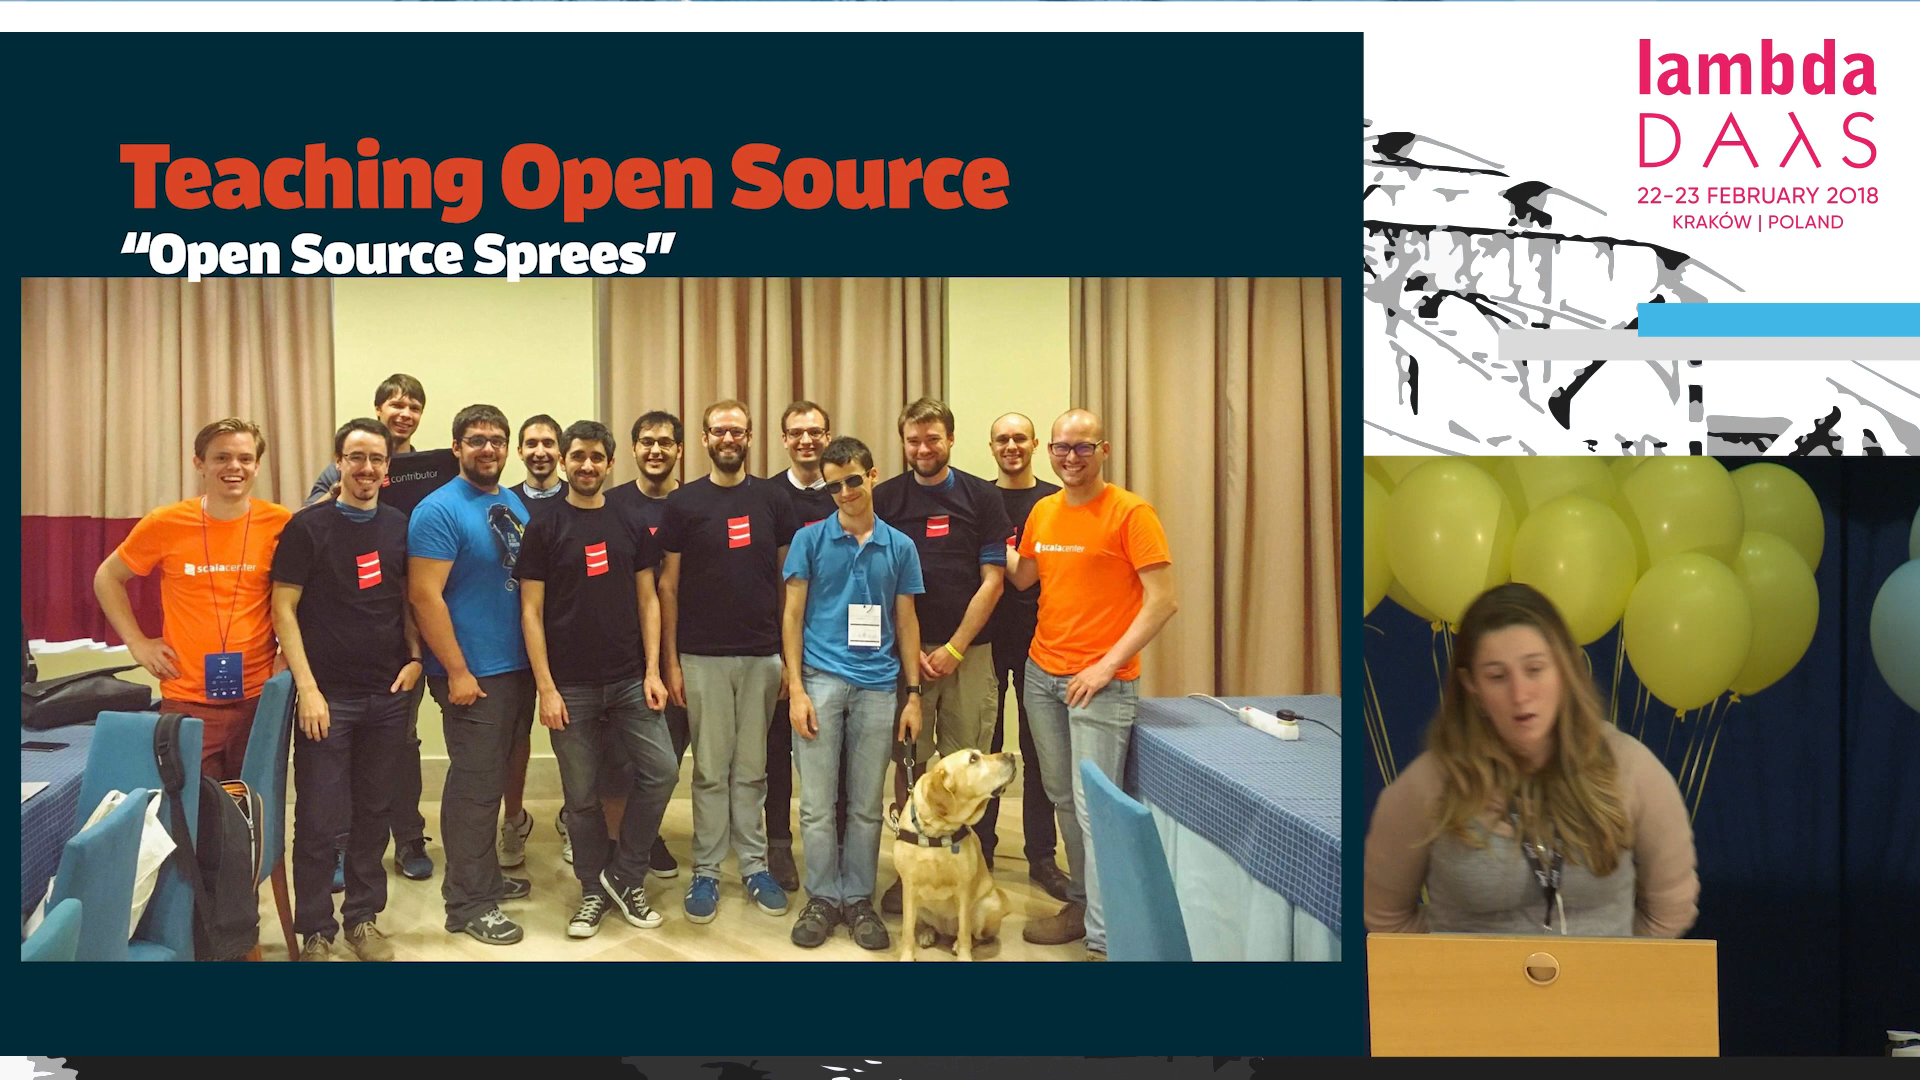 Teaching Open Source
“Open Source Sprees”
contributor
scalacenter
scalacenter
lambda
DAλS
22-23 FEBRUARY 2018
KRAKÓW | POLAND